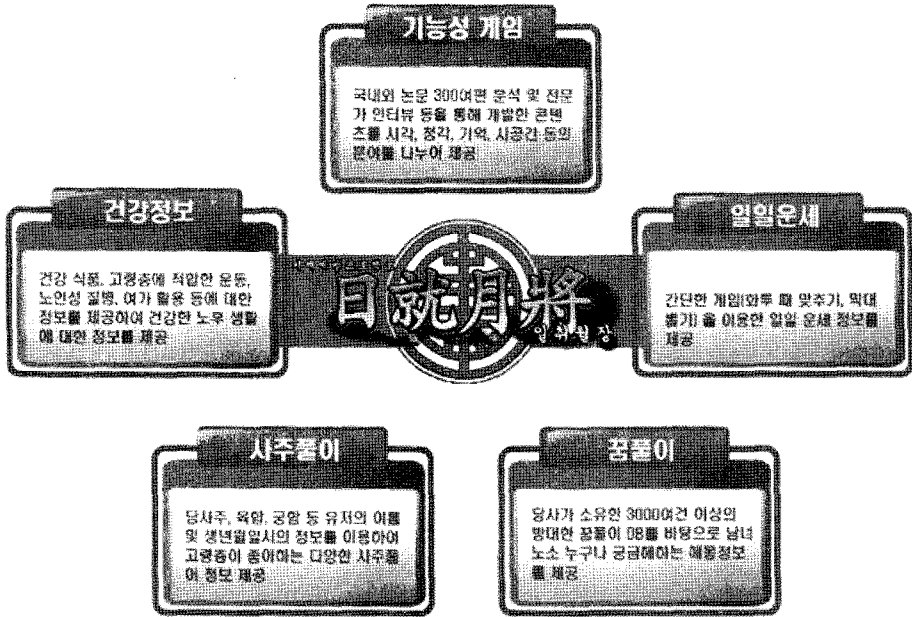 기능성 게임
국내외 논문 300여편 분석 및 전문
가 인터뷰 등을 통해 개발한 콘텐
츠를 시각, 청각, 기억, 시공간 등의
분야를 나누어 제공
건강정보
건강 식품, 고령층에 적합한 운동,
노인성 질병, 여가 활용 등에 대한
정보를 제공하여 건강한 노후 생활
에 대한 정보를 제공
日就月將
일취월장
일일운세
간단한 게임(화투 패 맞추기, 막대
뽑기) 을 이용한 일일 운세 정보를
제공
사주풀이
당사주, 육합, 궁합 등 유저의 이름
및 생년월일시의 정보를 이용하여
고령층이 좋아하는 다양한 사주풀
이 정보 제공
꿈풀이
당사가 소유한 3000여건 이상의
방대한 꿈풀이 DB를 바탕으로 남녀
노소 누구나 궁금해하는 해몽정보
를 제공